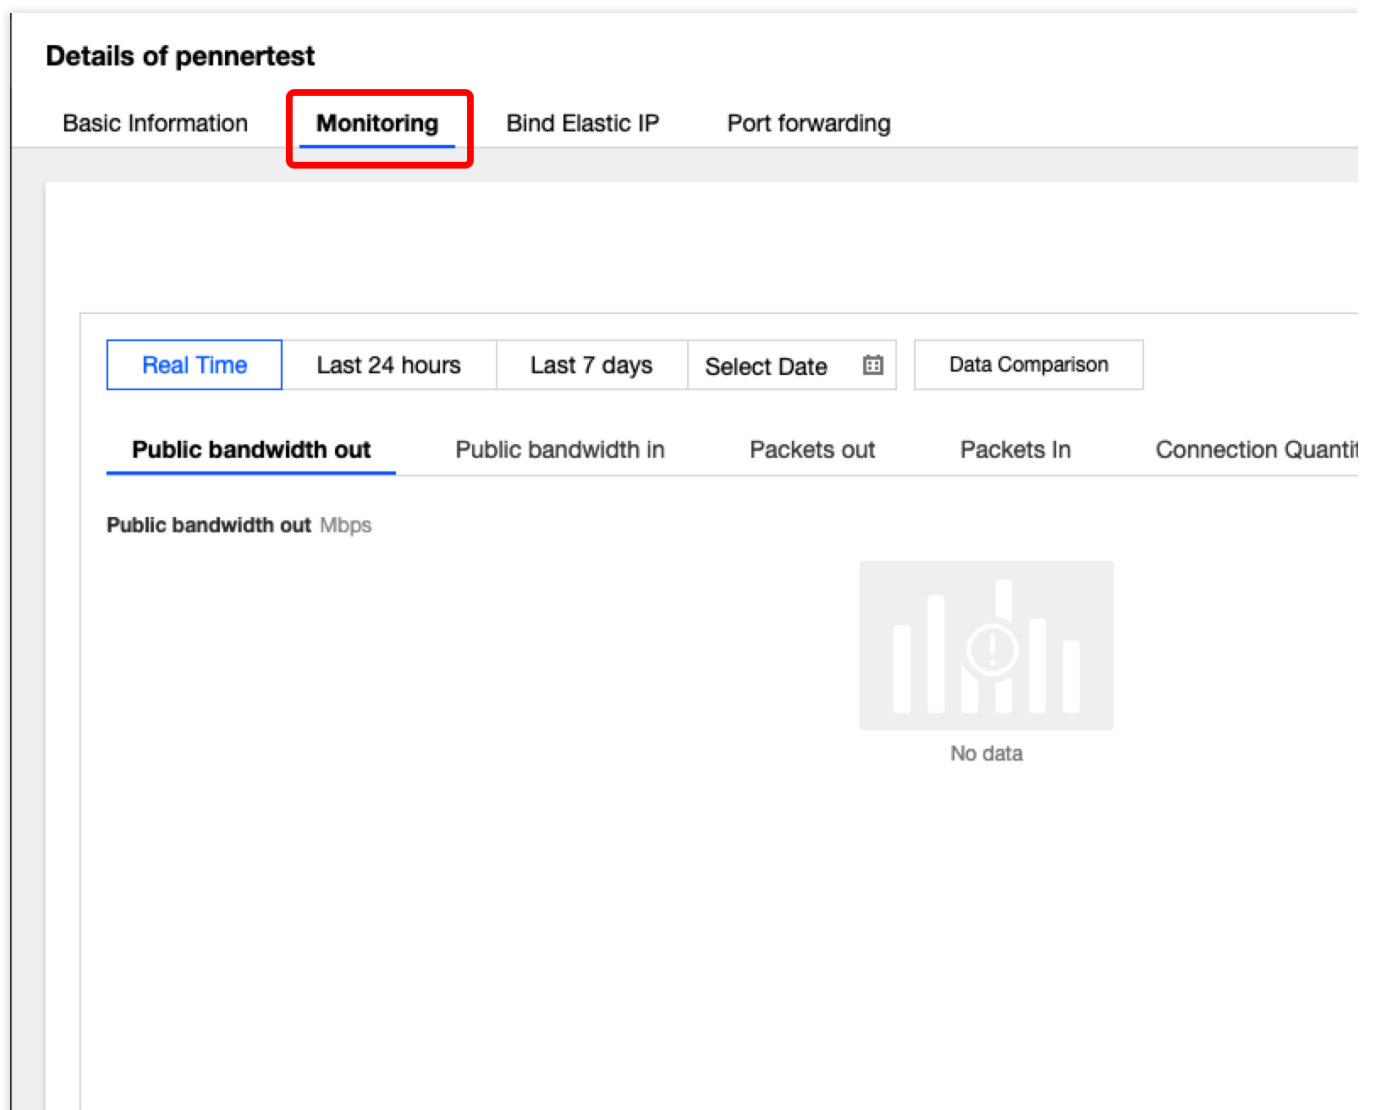 Details of pennertest
Basic Information Monitoring Bind Elastic IP Port forwarding
Real Time Last 24 hours Last 7 days Select Date Data Comparison
Public bandwidth out Public bandwidth in Packets out Packets In Connection Quantit
Public bandwidth out Mbps
No data